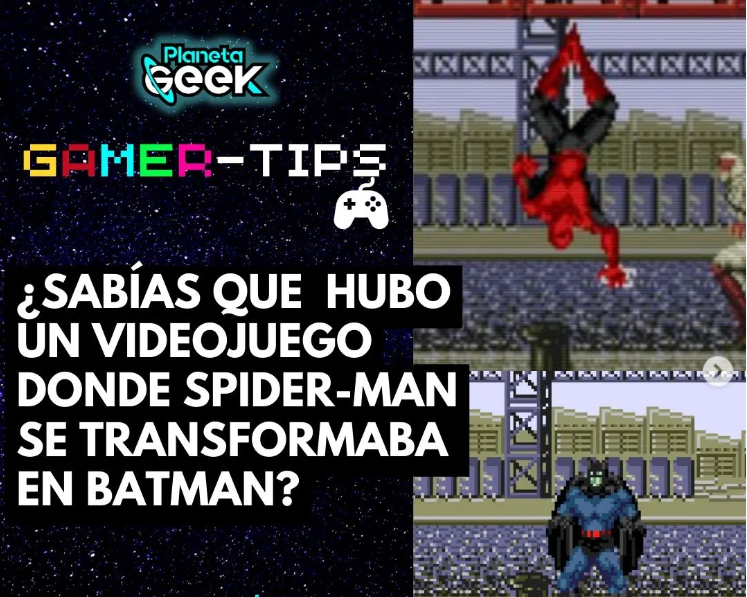 Planeta
GEEK
GAMER-TIPS
¿SABÍAS QUE HUBO
UN VIDEOJUEGO
DONDE SPIDER-MAN
SE TRANSFORMABA
EN BATMAN?